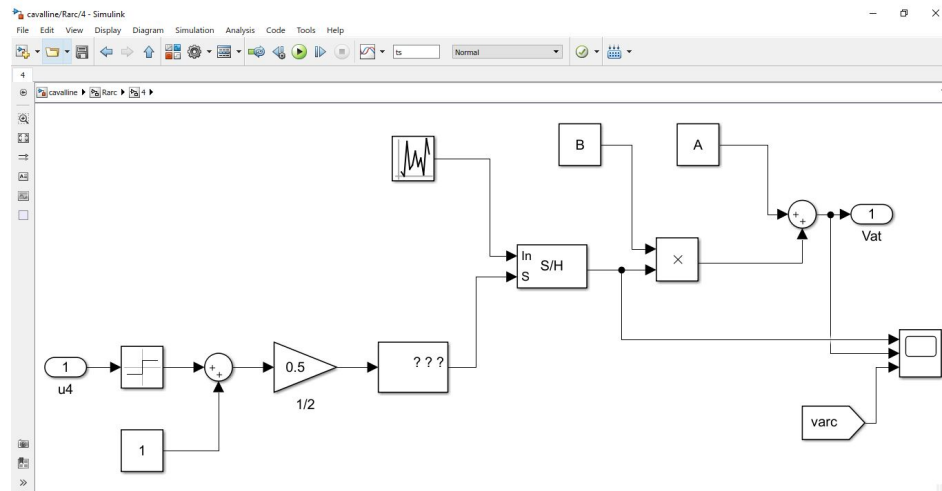 cavalline/Rarc/4 - Simulink
File Edit View Display Diagram Simulation Analysis Code Tools Help
ts Normal
4
cavalline Rarc 4
B A
1
Vat
In
S/H
S
×
+
+
1
u4
+
+
0.5
1/2
? ? ?
1
varc